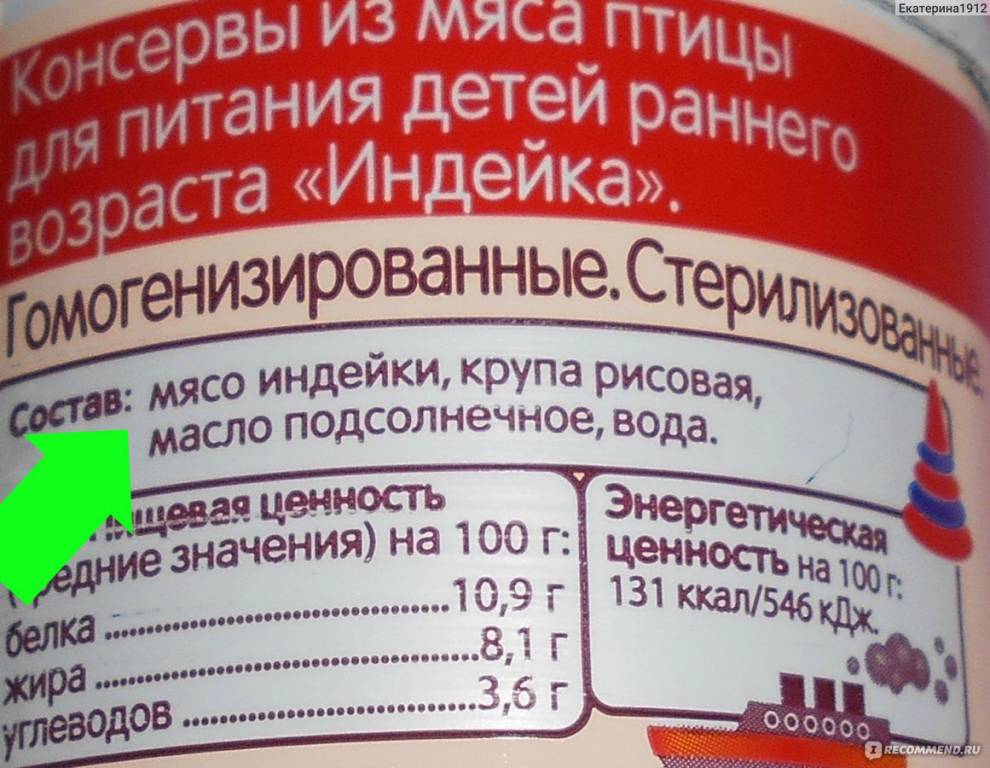 Екатерина1912
Консервы из мяса птицы
для питания детей раннего
возраста «Индейка».
Гомогенизированные. Стерилизованные.
Состав: мясо индейки, крупа рисовая,
масло подсолнечное, вода.
ищевая ценность
редние значения) на 100 г:
белка ........................................10,9 г
жира ........................................8,1 г
углеводов ........................................3,6 г
Энергетическая
ценность на 100 г:
131 ккал/546 кДж.
I RECOMMEND.RU